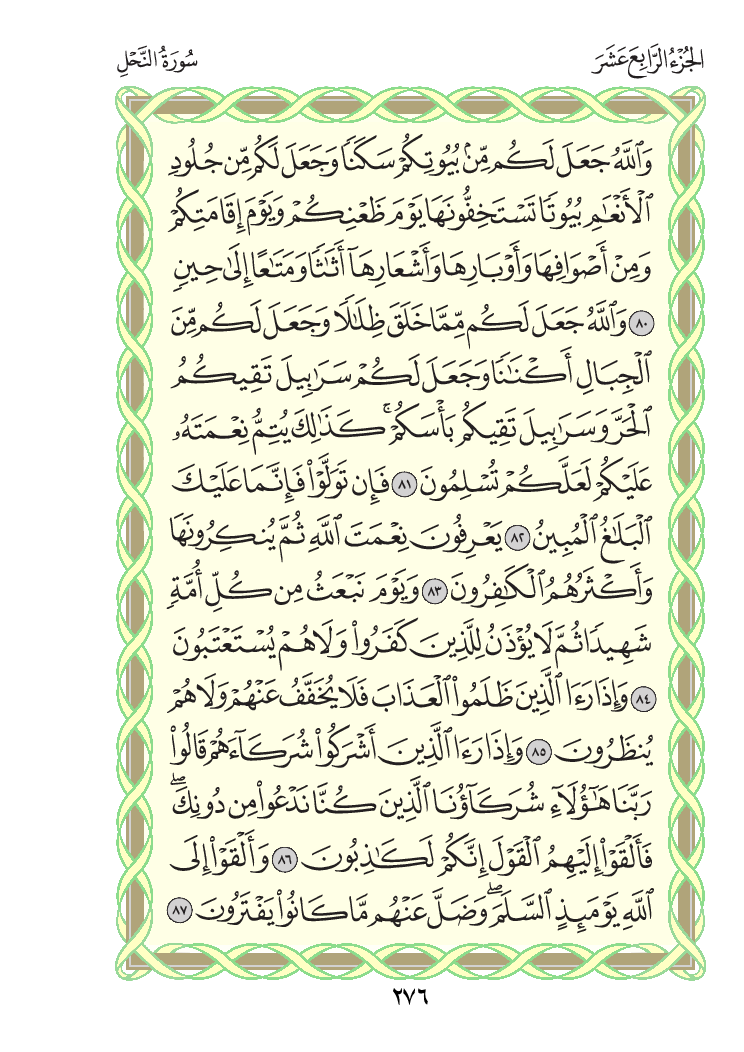 الجُزْءُ الرَّابِعَ عَشَرَ
سُورَةُ النَّحْلِ
وَٱللَّهُ جَعَلَ لَكُم مِّنۢ بُيُوتِكُمْ سَكَنًا وَجَعَلَ لَكُم مِّن جُلُودِ
ٱلْأَنْعَٰمِ بُيُوتًا تَسْتَخِفُّونَهَا يَوْمَ ظَعْنِكُمْ وَيَوْمَ إِقَامَتِكُمْ
وَمِنْ أَصْوَافِهَا وَأَوْبَارِهَا وَأَشْعَارِهَآ أَثَٰثًا وَمَتَٰعًا إِلَىٰ حِينٍ
٨٠ وَٱللَّهُ جَعَلَ لَكُم مِّمَّا خَلَقَ ظِلَٰلًا وَجَعَلَ لَكُم مِّنَ
ٱلْجِبَالِ أَكْنَٰنًا وَجَعَلَ لَكُمْ سَرَٰبِيلَ تَقِيكُمُ
ٱلْحَرَّ وَسَرَٰبِيلَ تَقِيكُم بَأْسَكُمْ ۚ كَذَٰلِكَ يُتِمُّ نِعْمَتَهُۥ
عَلَيْكُمْ لَعَلَّكُمْ تُسْلِمُونَ ٨١ فَإِن تَوَلَّوْا۟ فَإِنَّمَا عَلَيْكَ
ٱلْبَلَٰغُ ٱلْمُبِينُ ٨٢ يَعْرِفُونَ نِعْمَتَ ٱللَّهِ ثُمَّ يُنكِرُونَهَا
وَأَكْثَرُهُمُ ٱلْكَٰفِرُونَ ٨٣ وَيَوْمَ نَبْعَثُ مِن كُلِّ أُمَّةٍ
شَهِيدًا ثُمَّ لَا يُؤْذَنُ لِلَّذِينَ كَفَرُوا۟ وَلَا هُمْ يُسْتَعْتَبُونَ
٨٤ وَإِذَا رَءَا ٱلَّذِينَ ظَلَمُوا۟ ٱلْعَذَابَ فَلَا يُخَفَّفُ عَنْهُمْ وَلَا هُمْ
يُنظَرُونَ ٨٥ وَإِذَا رَءَا ٱلَّذِينَ أَشْرَكُوا۟ شُرَكَآءَهُمْ قَالُوا۟
رَبَّنَا هَٰٓؤُلَآءِ شُرَكَآؤُنَا ٱلَّذِينَ كُنَّا نَدْعُوا۟ مِن دُونِكَ ۖ
فَأَلْقَوْا۟ إِلَيْهِمُ ٱلْقَوْلَ إِنَّكُمْ لَكَٰذِبُونَ ٨٦ وَأَلْقَوْا۟ إِلَى
ٱللَّهِ يَوْمَئِذٍ ٱلسَّلَمَ ۖ وَضَلَّ عَنْهُم مَّا كَانُوا۟ يَفْتَرُونَ ٨٧
٢٧٦